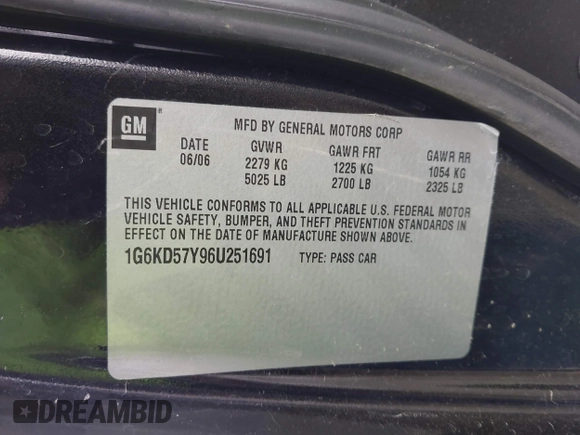 GM ®
MFD BY GENERAL MOTORS CORP
DATE GVWR GAWR FRT GAWR RR
06/06 2279 KG 1225 KG 1054 KG
5025 LB 2700 LB 2325 LB
THIS VEHICLE CONFORMS TO ALL APPLICABLE U.S. FEDERAL MOTOR
VEHICLE SAFETY, BUMPER, AND THEFT PREVENTION STANDARDS IN
EFFECT ON THE DATE OF MANUFACTURE SHOWN ABOVE.
1G6KD57Y96U251691 TYPE: PASS CAR
DREAMBID